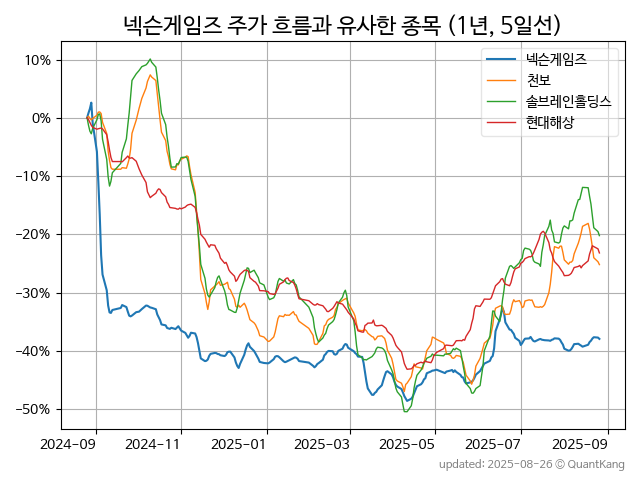 넥슨게임즈 주가 흐름과 유사한 종목 (1년, 5일선)
넥슨게임즈
천보
솔브레인홀딩스
현대해상
10%
0%
−10%
−20%
−30%
−40%
−50%
2024-09 2024-11 2025-01 2025-03 2025-05 2025-07 2025-09
updated: 2025-08-26 © QuantKang